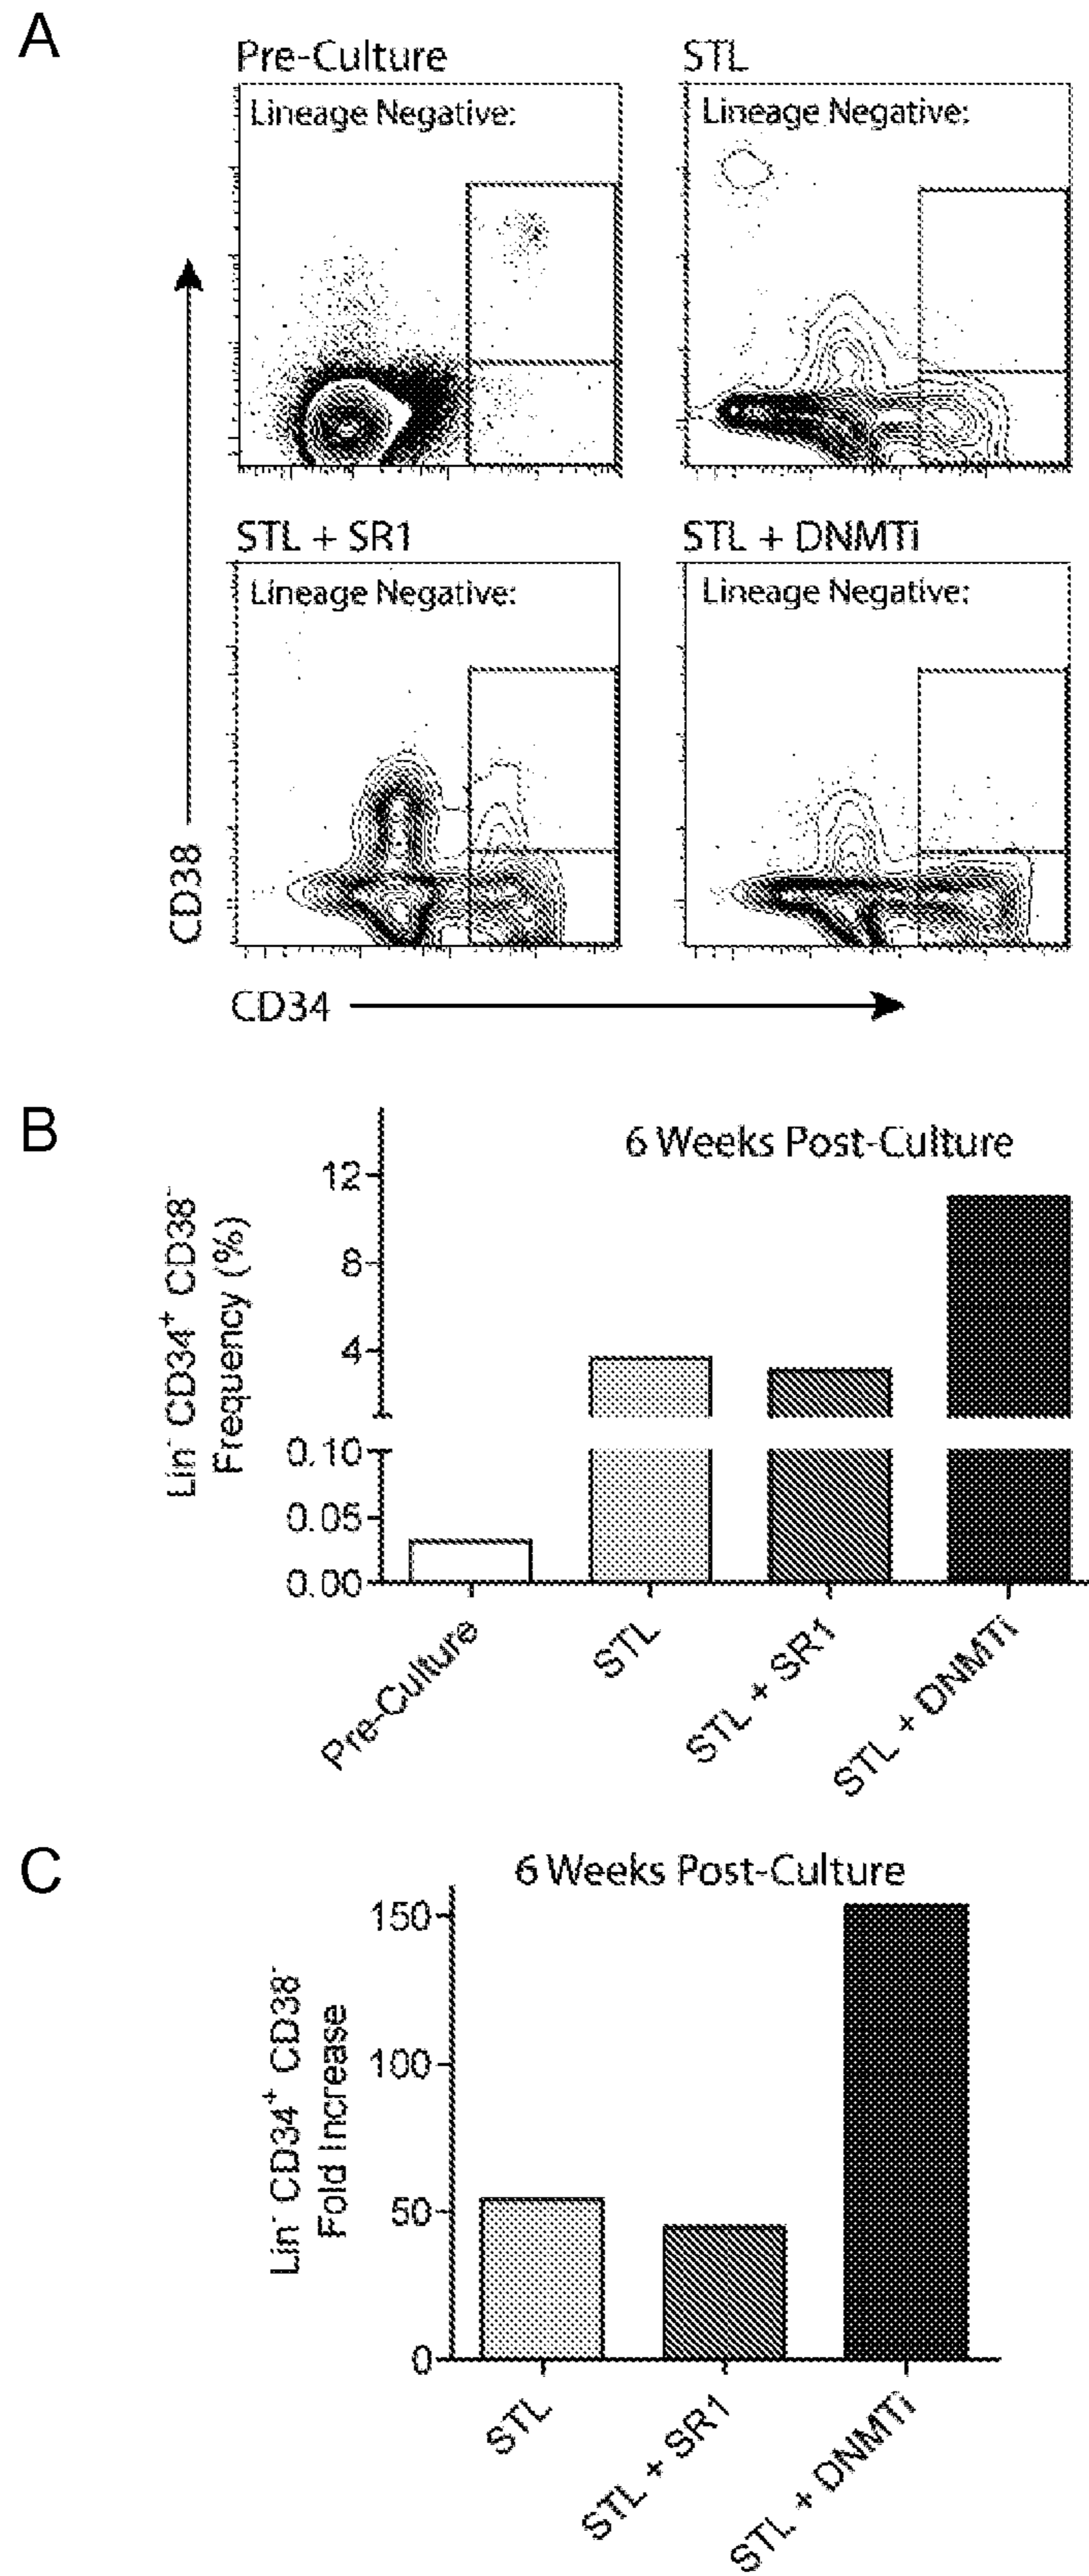 A
Pre-Culture
STL
Lineage Negative:
Lineage Negative:
STL + SR1
STL + DNMTi
Lineage Negative:
Lineage Negative:
CD38
CD34
B
6 Weeks Post-Culture
Lin⁻ CD34⁺ CD38⁻
Frequency (%)
12
8
4
0.10
0.05
0.00
Pre-Culture
STL
STL + SR1
STL + DNMTi
C
6 Weeks Post-Culture
Lin⁻ CD34⁺ CD38⁻
Fold Increase
150
100
50
0
STL
STL + SR1
STL + DNMTi